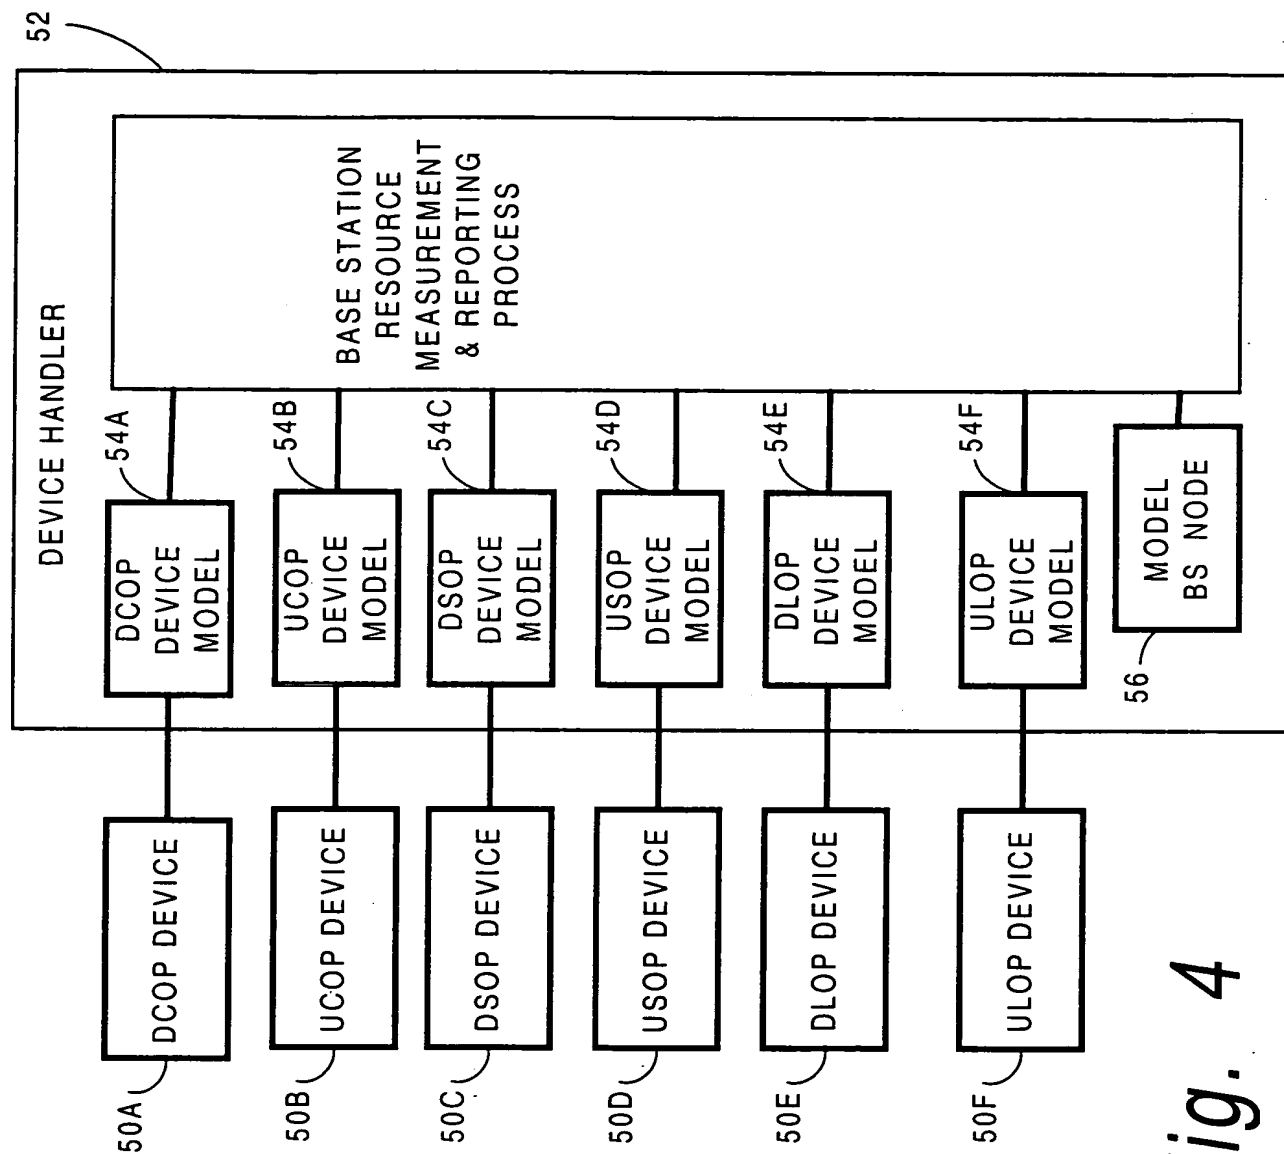 52
DEVICE HANDLER
BASE STATION
RESOURCE
MEASUREMENT
& REPORTING
PROCESS
54A
54B
54C
54D
54E
54F
DCOP
DEVICE
MODEL
UCOP
DEVICE
MODEL
DSOP
DEVICE
MODEL
USOP
DEVICE
MODEL
DLOP
DEVICE
MODEL
ULOP
DEVICE
MODEL
MODEL
BS NODE
56
DCOP DEVICE
UCOP DEVICE
DSOP DEVICE
USOP DEVICE
DLOP DEVICE
ULOP DEVICE
50A
50B
50C
50D
50E
50F
ig. 4